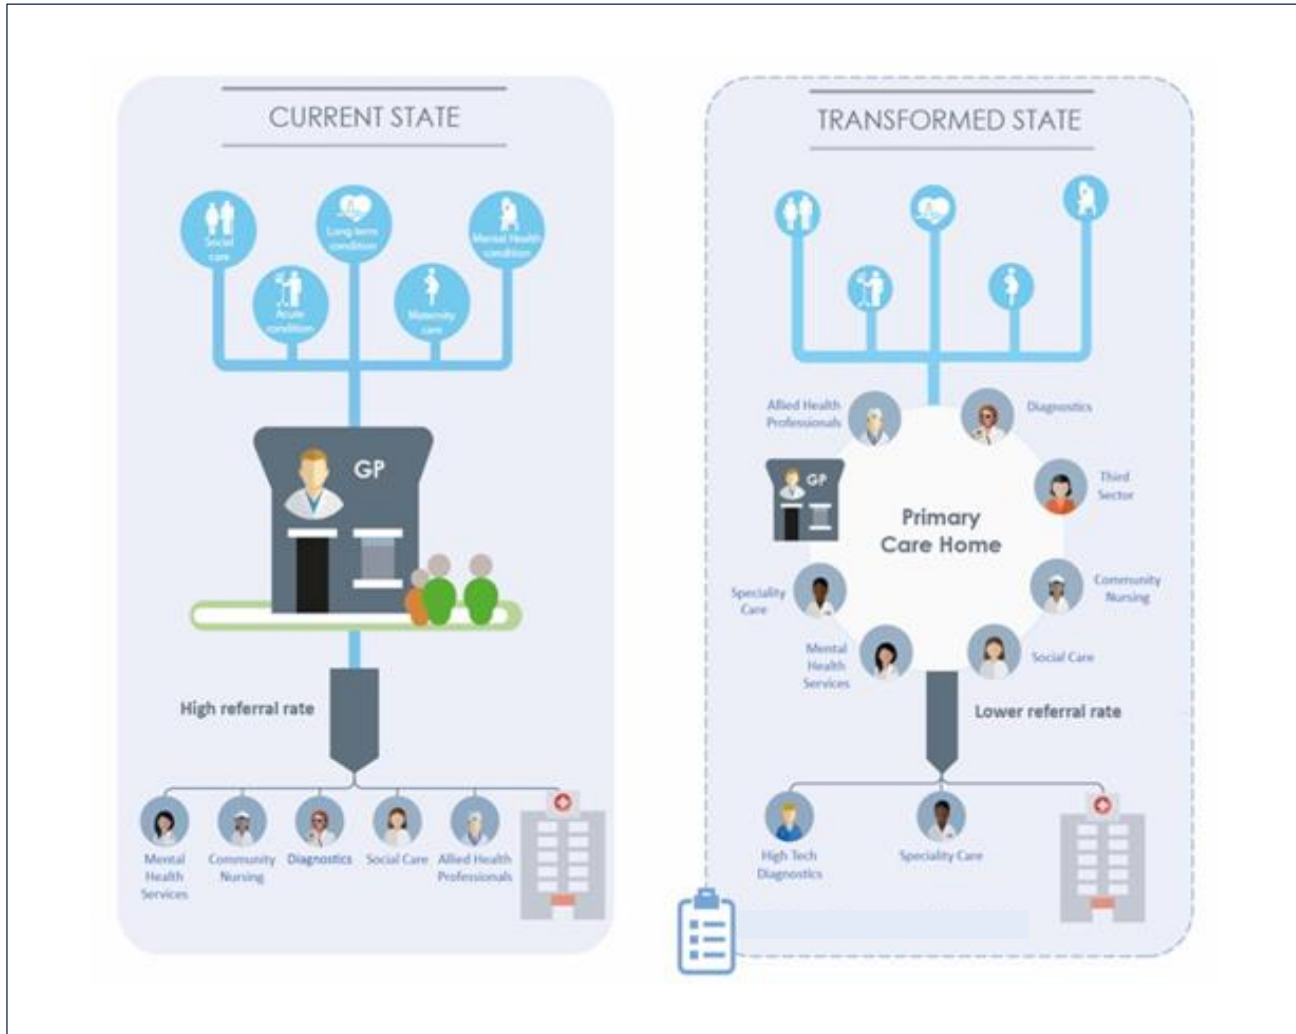 CURRENT STATE
Social
care
Long term
condition
Mental Health
condition
Acute
condition
Maternity
care
GP
High referral rate
Mental
Health
Services
Community
Nursing
Diagnostics
Social Care
Allied Health
Professionals
TRANSFORMED STATE
Allied Health
Professionals
Diagnostics
GP
Third
Sector
Primary
Care Home
Speciality
Care
Community
Nursing
Mental
Health
Services
Social Care
Lower referral rate
High Tech
Diagnostics
Speciality Care